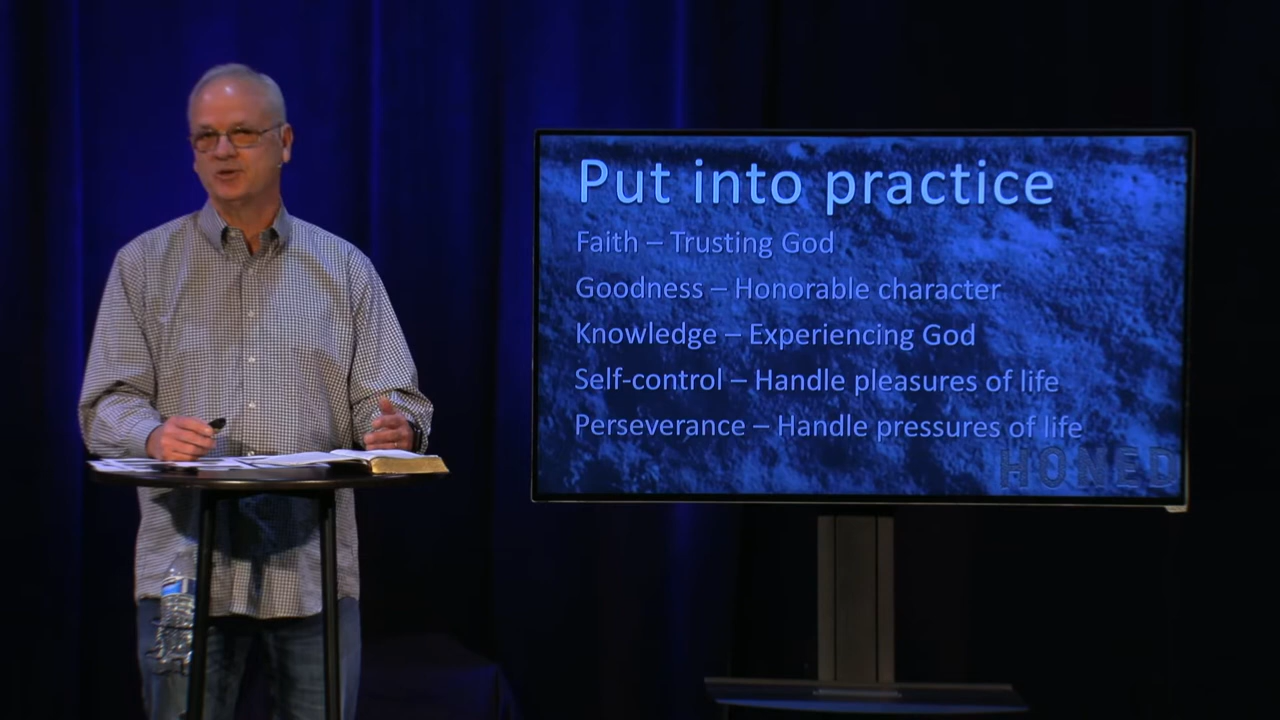 Put into practice
Faith – Trusting God
Goodness – Honorable character
Knowledge – Experiencing God
Self-control – Handle pleasures of life
Perseverance – Handle pressures of life
HONED